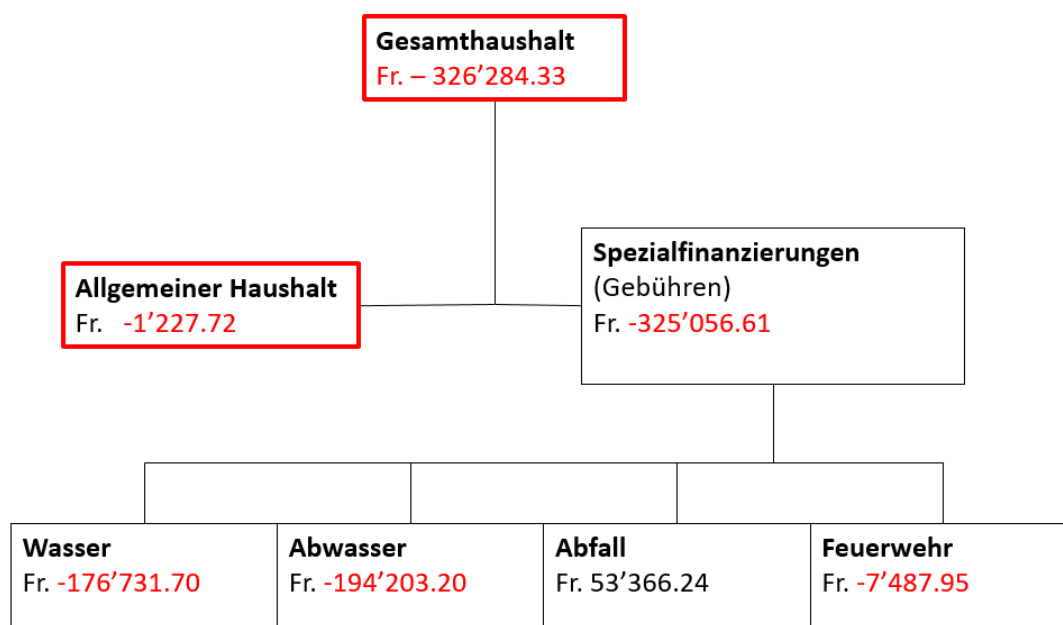 Gesamthaushalt
Fr. – 326’284.33
Allgemeiner Haushalt
Fr. -1’227.72
Spezialfinanzierungen
(Gebühren)
Fr. -325’056.61
Wasser
Fr. -176’731.70
Abwasser
Fr. -194’203.20
Abfall
Fr. 53’366.24
Feuerwehr
Fr. -7’487.95